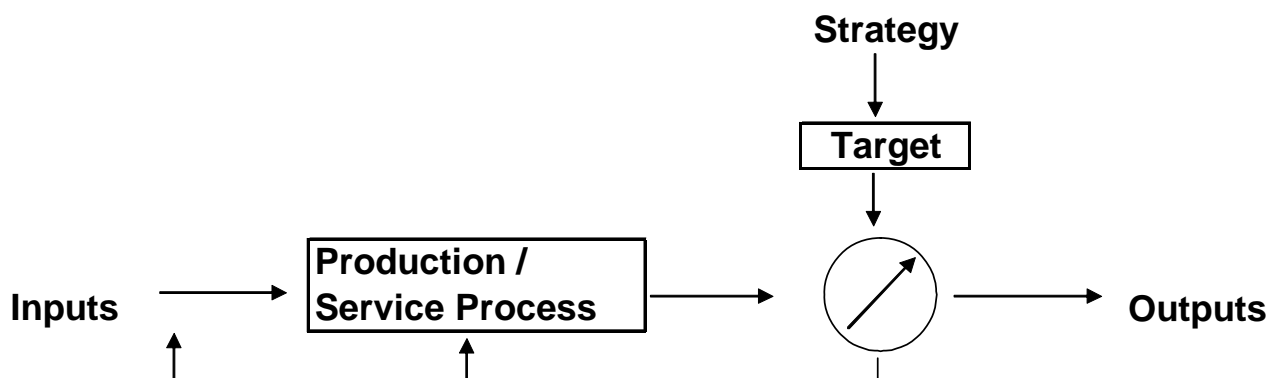 Strategy
Target
Production /
Service Process
Inputs
Outputs